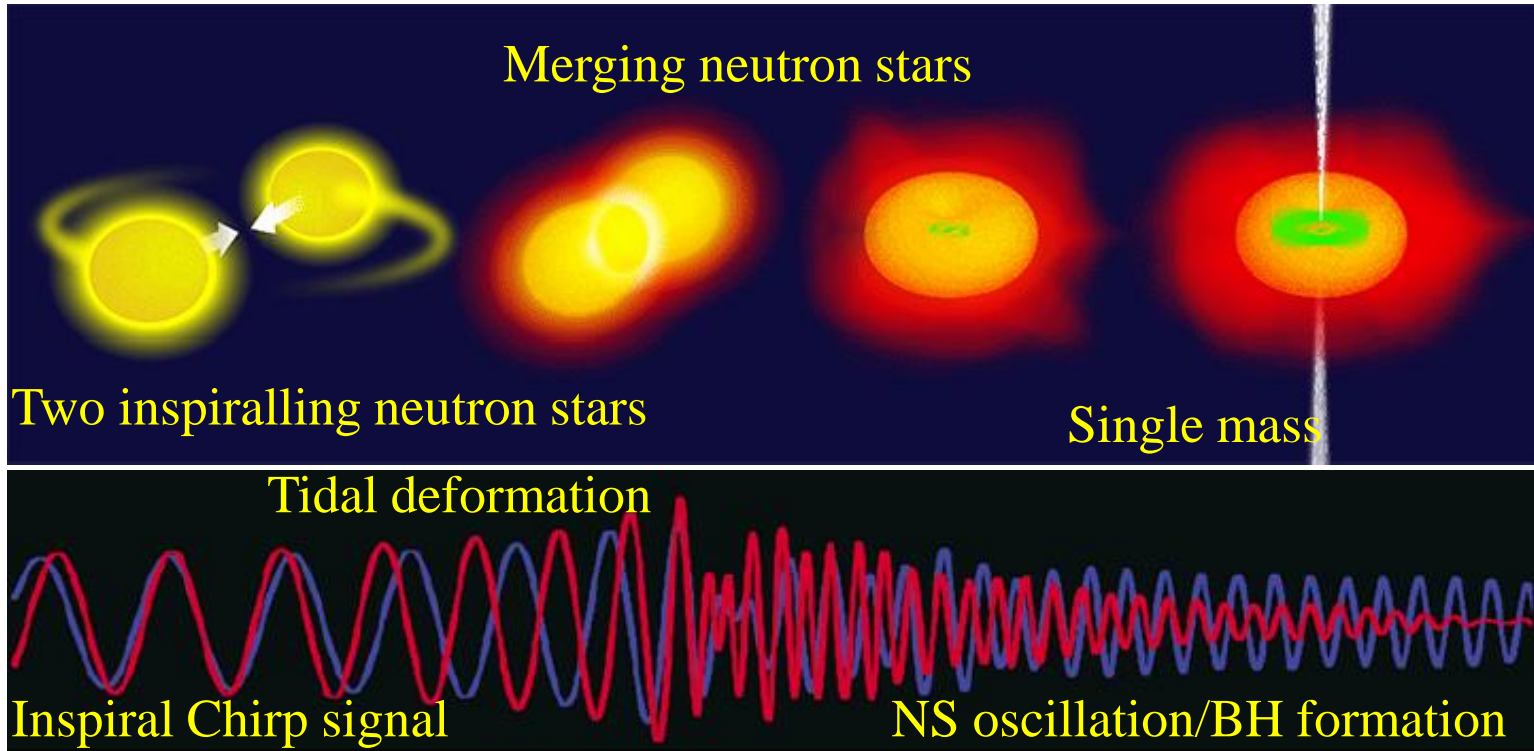 Merging neutron stars
Two inspiralling neutron stars
Single mass
Tidal deformation
Inspiral Chirp signal
NS oscillation/BH formation